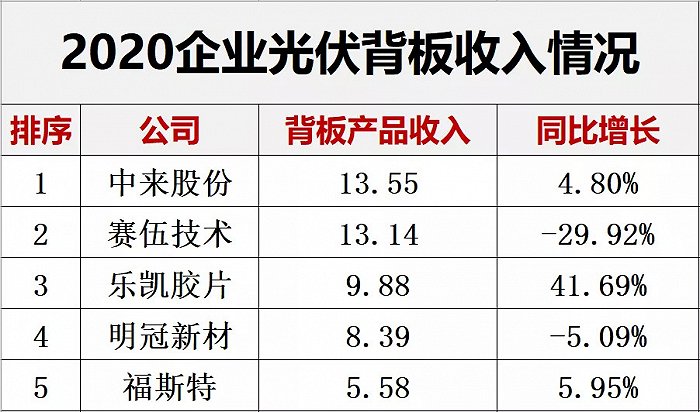 2020企业光伏背板收入情况
排序 公司 背板产品收入 同比增长
1 中来股份 13.55 4.80%
2 赛伍技术 13.14 -29.92%
3 乐凯胶片 9.88 41.69%
4 明冠新材 8.39 -5.09%
5 福斯特 5.58 5.95%